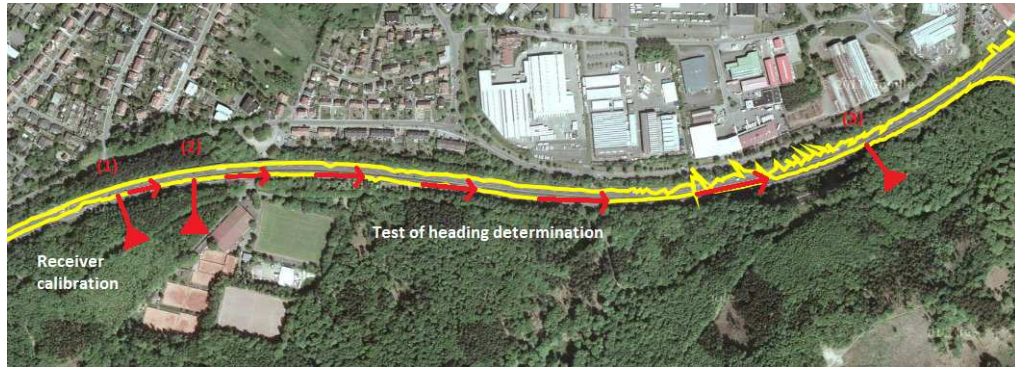 (1)
(2)
(3)
Test of heading determination
Receiver
calibration